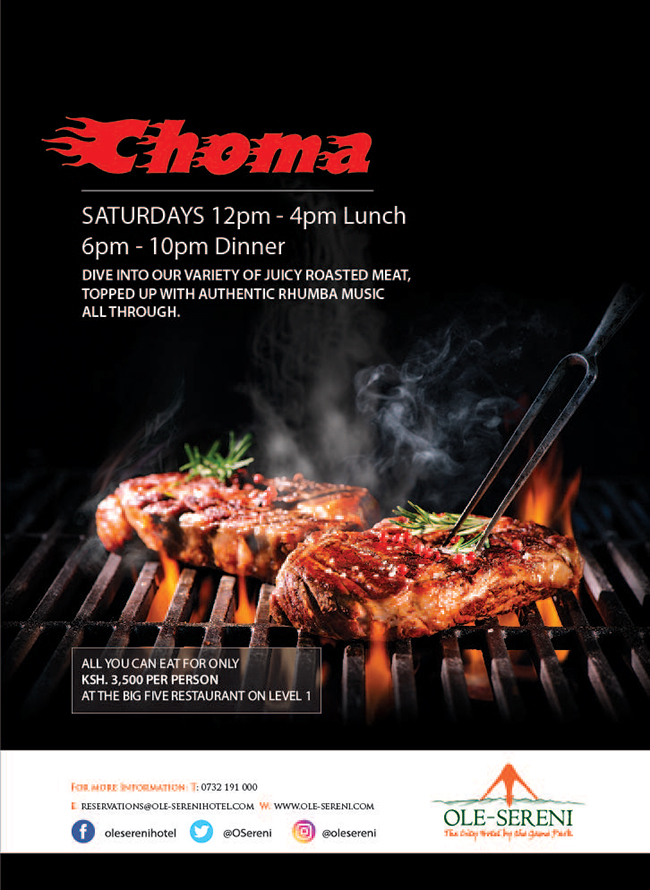 Choma
SATURDAYS 12pm - 4pm Lunch
6pm - 10pm Dinner
DIVE INTO OUR VARIETY OF JUICY ROASTED MEAT,
TOPPED UP WITH AUTHENTIC RHUMBA MUSIC
ALL THROUGH.
ALL YOU CAN EAT FOR ONLY
KSH. 3,500 PER PERSON
AT THE BIG FIVE RESTAURANT ON LEVEL 1
FOR MORE INFORMATION: T: 0732 191 000
E: RESERVATIONS@OLE-SERENIHOTEL.COM W: WWW.OLE-SERENI.COM
oleserenihotel @OSereni @olesereni
OLE-SERENI
The Only Hotel by the Game Park